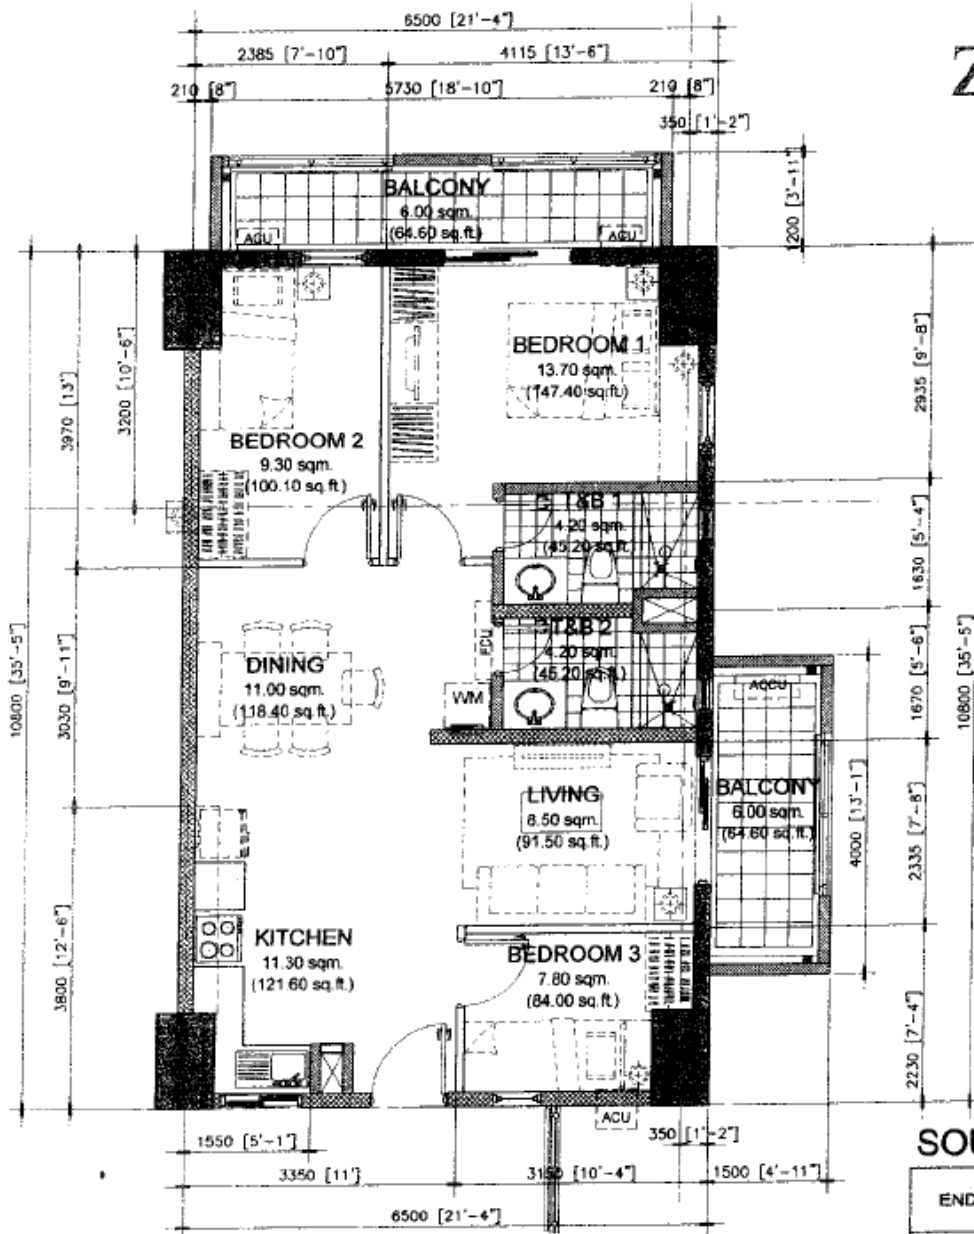 6500 [21'-4"]
2385 [7'-10"]
4115 [13'-6"]
210 [8"]
5730 [18'-10"]
210 [8"]
350 [1'-2"]
Z
1200 [3'-11"]
BALCONY
6.00 sqm.
(64.60 sq.ft.)
ACU
ACU
BEDROOM 1
13.70 sqm.
(147.40 sq.ft.)
BEDROOM 2
9.30 sqm.
(100.10 sq.ft.)
3200 [10'-6"]
3970 [13']
2935 [9'-8"]
T&B 1
4.20 sqm.
(45.20 sq.ft.
1630 [5'-4"]
T&B 2
4.20 sqm.
(45.20 sq.ft.)
FCU
WM
DINING
11.00 sqm.
(118.40 sq.ft.)
10800 [35'-5"]
3030 [9'-11"]
1670 [5'-6"]
10800 [35'-5"]
ACCU
BALCONY
6.00 sqm.
(64.60 sq.ft.)
4000 [13'-1"]
LIVING
8.50 sqm.
(91.50 sq.ft.)
2335 [7'-8"]
KITCHEN
11.30 sqm.
(121.60 sq.ft.)
3800 [12'-6"]
BEDROOM 3
7.80 sqm.
(84.00 sq.ft.)
2230 [7'-4"]
ACU
1550 [5'-1"]
350 [1'-2"]
3350 [11']
3150 [10'-4"]
1500 [4'-11"]
6500 [21'-4"]
SOU
END